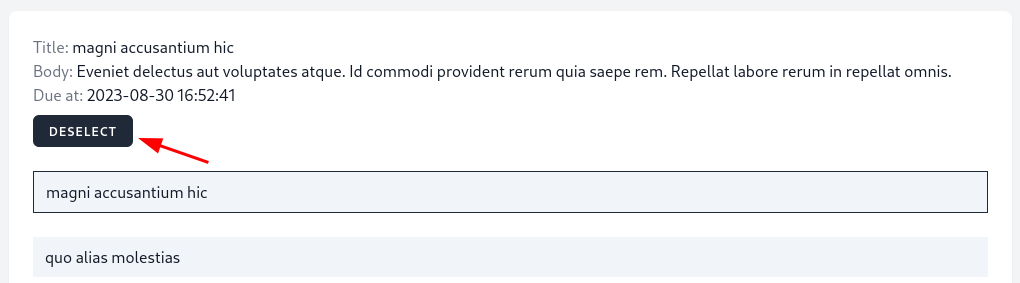 Title: magni accusantium hic
Body: Eveniet delectus aut voluptates atque. Id commodi provident rerum quia saepe rem. Repellat labore rerum in repellat omnis.
Due at: 2023-08-30 16:52:41
DESELECT
magni accusantium hic
quo alias molestias